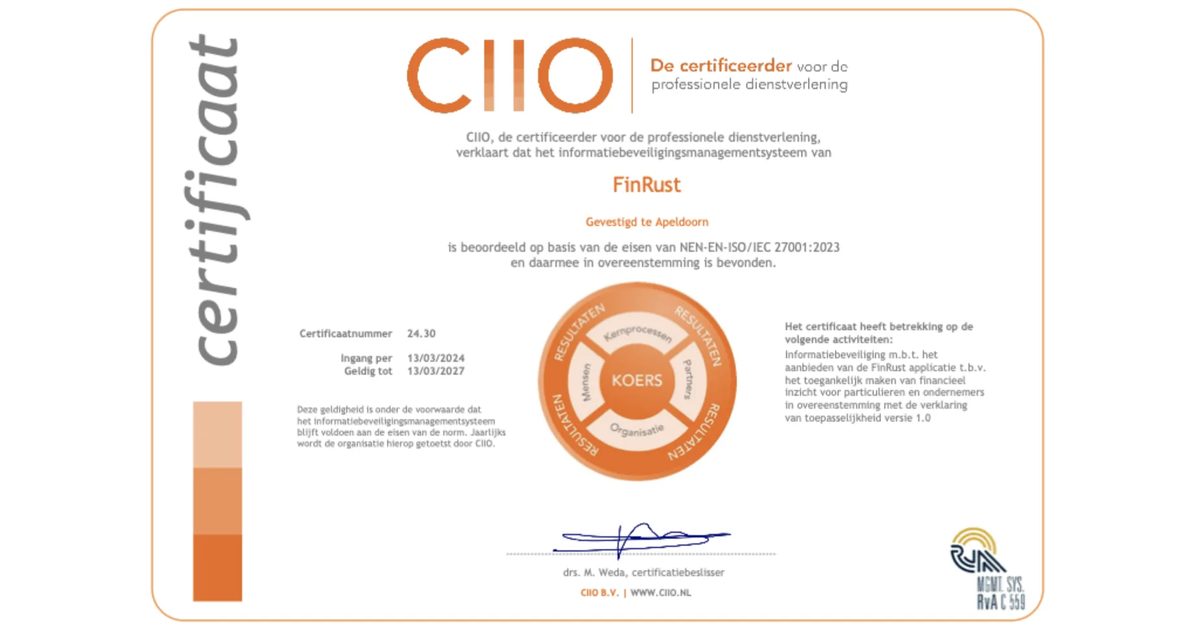 certificaat
CIIO
De certificeerder voor de
professionele dienstverlening
CIIO, de certificeerder voor de professionele dienstverlening,
verklaart dat het informatiebeveiligingsmanagementsysteem van
FinRust
Gevestigd te Apeldoorn
is beoordeeld op basis van de eisen van NEN-EN-ISO/IEC 27001:2023
en daarmee in overeenstemming is bevonden.
Certificaatnummer 24.30
Ingang per 13/03/2024
Geldig tot 13/03/2027
Deze geldigheid is onder de voorwaarde dat
het informatiebeveiligingsmanagementsysteem
blijft voldoen aan de eisen van de norm. Jaarlijks
wordt de organisatie hierop getoetst door CIIO.
RESULTATEN
RESULTATEN
Kernprocessen
Mensen
KOERS
Partners
Organisatie
RESULTATEN
RESULTATEN
Het certificaat heeft betrekking op de
volgende activiteiten:
Informatiebeveiliging m.b.t. het
aanbieden van de FinRust applicatie t.b.v.
het toegankelijk maken van financieel
inzicht voor particulieren en ondernemers
in overeenstemming met de verklaring
van toepasselijkheid versie 1.0
drs. M. Weda, certificatiebeslisser
CIIO B.V. | WWW.CIIO.NL
RVA
MGMT. SYS.
RvA C 559